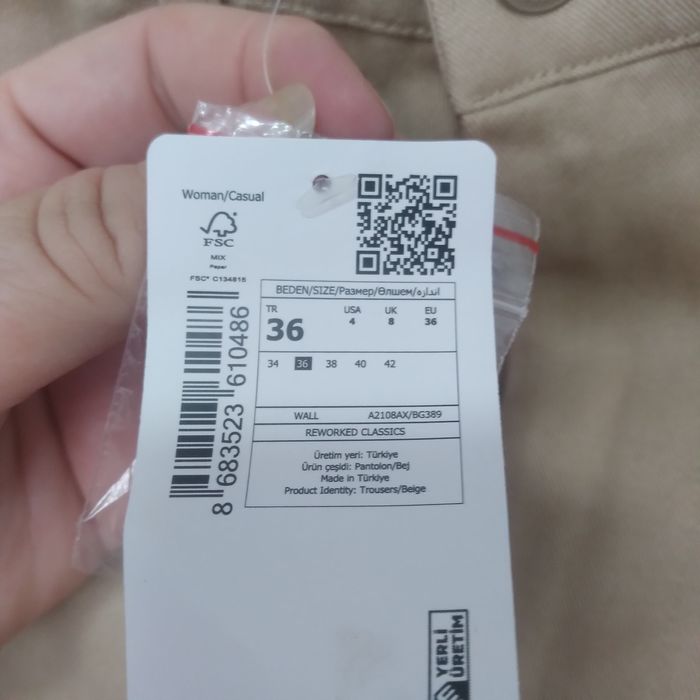 Woman/Casual
FSC
MIX
Paper
FSC® C134815
8 683523 610486
BEDEN/SIZE/Размер/Өлшем/اندازه
TR USA UK EU
36 4 8 36
34 36 38 40 42
WALL A2108AX/BG389
REWORKED CLASSICS
Üretim yeri: Türkiye
Ürün çeşidi: Pantolon/Bej
Made in Türkiye
Product Identity: Trousers/Beige
YERLİ
ÜRETİM